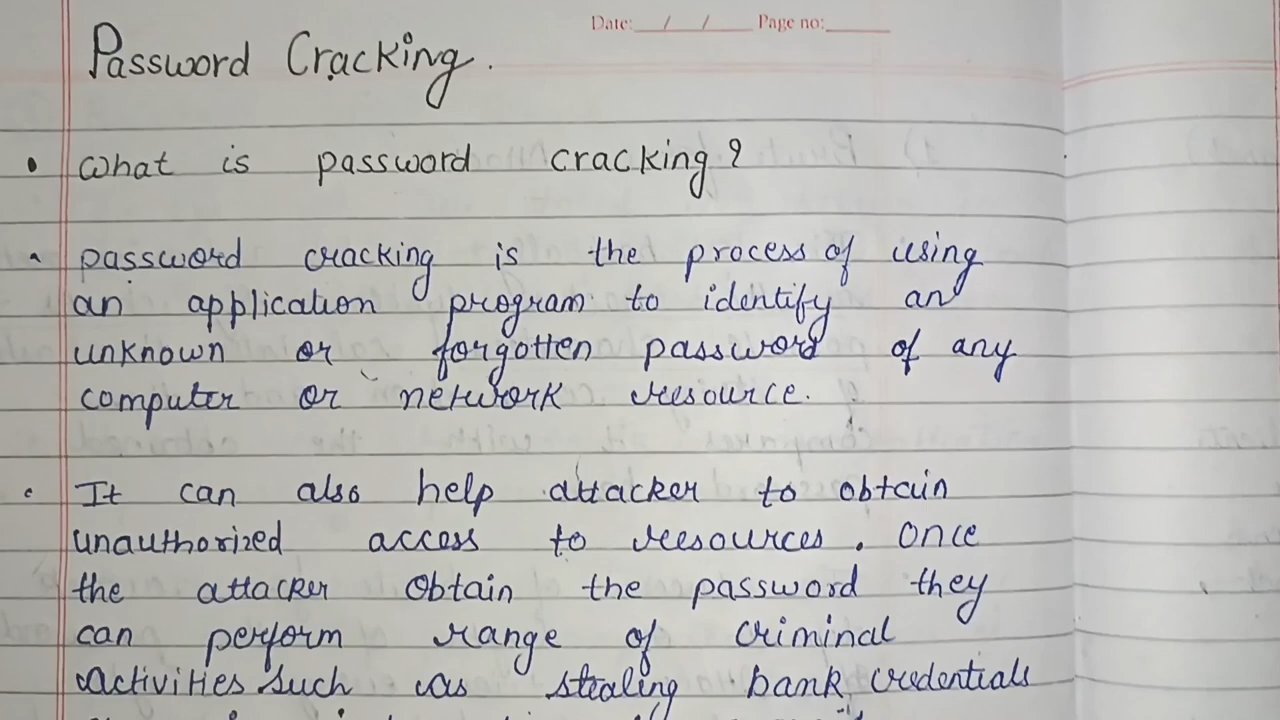 Date: / / Page no:
Password Cracking.
• What is password cracking?
• password cracking is the process of using
an application program to identify an
unknown or forgotten password of any
computer or network resource.
• It can also help attacker to obtain
unauthorized access to resources. Once
the attacker obtain the password they
can perform range of criminal
activities such as stealing bank credentials